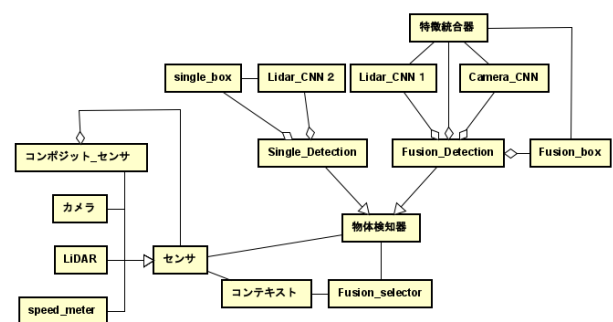 特徴統合器
single_box
Lidar_CNN 2
Lidar_CNN 1
Camera_CNN
コンポジット_センサ
Single_Detection
Fusion_Detection
Fusion_box
カメラ
物体検知器
LiDAR
センサ
コンテキスト
Fusion_selector
speed_meter